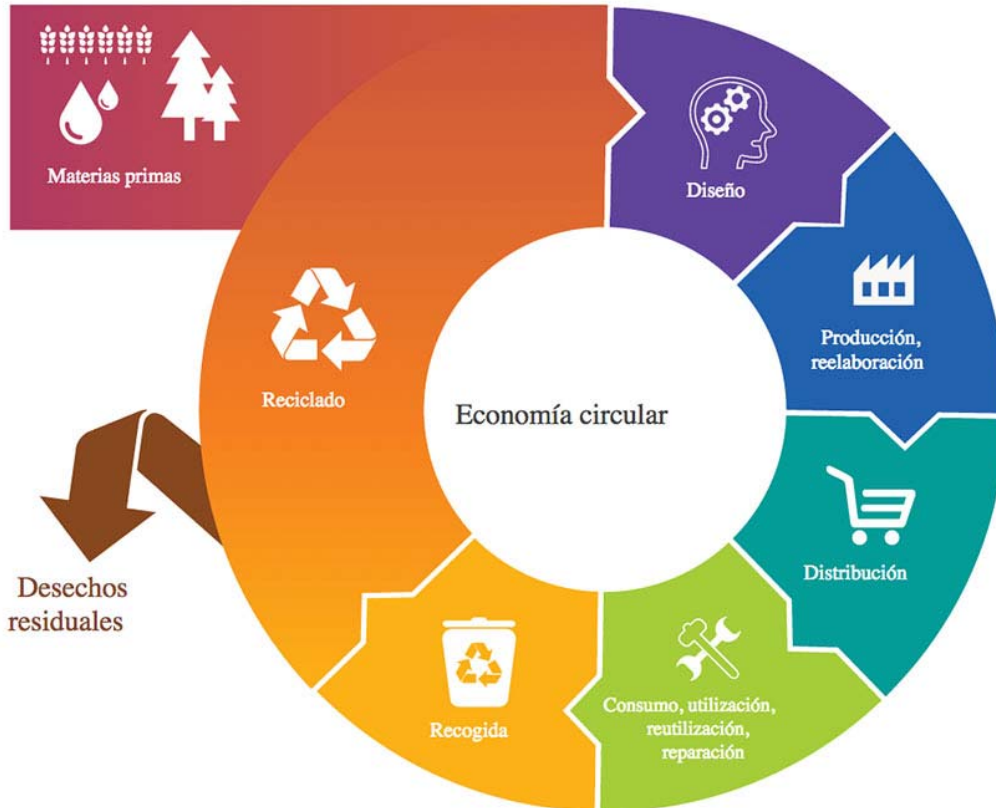 Materias primas
Diseño
Producción,
reelaboración
Reciclado
Economía circular
Distribución
Desechos
residuales
Consumo, utilización,
reutilización,
reparación
Recogida